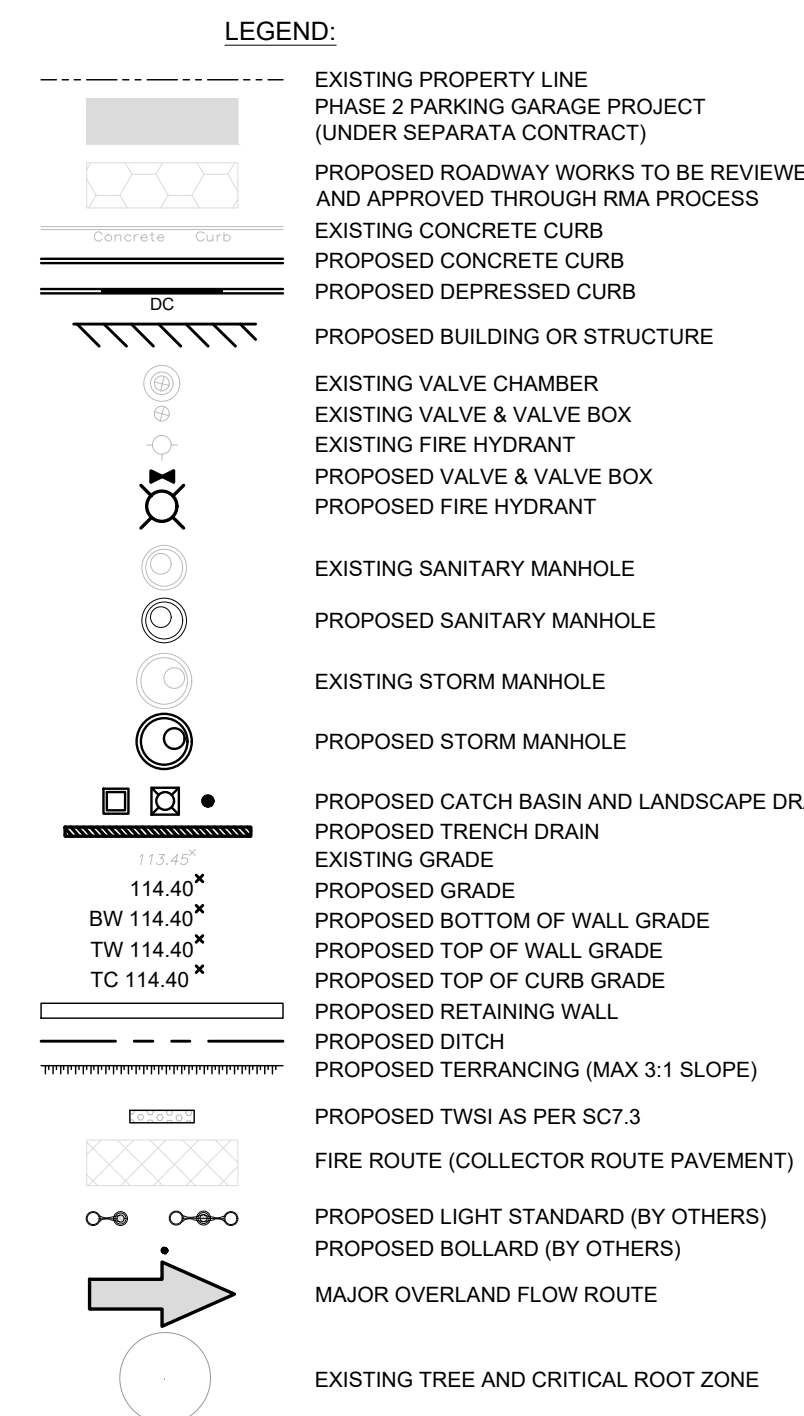 LEGEND:
EXISTING PROPERTY LINE
PHASE 2 PARKING GARAGE PROJECT
(UNDER SEPARATA CONTRACT)
PROPOSED ROADWAY WORKS TO BE REVIEWE
AND APPROVED THROUGH RMA PROCESS
Concrete Curb EXISTING CONCRETE CURB
PROPOSED CONCRETE CURB
PROPOSED DEPRESSED CURB
DC
PROPOSED BUILDING OR STRUCTURE
EXISTING VALVE CHAMBER
EXISTING VALVE & VALVE BOX
EXISTING FIRE HYDRANT
PROPOSED VALVE & VALVE BOX
PROPOSED FIRE HYDRANT
EXISTING SANITARY MANHOLE
PROPOSED SANITARY MANHOLE
EXISTING STORM MANHOLE
PROPOSED STORM MANHOLE
PROPOSED CATCH BASIN AND LANDSCAPE DRA
PROPOSED TRENCH DRAIN
113.45× EXISTING GRADE
114.40× PROPOSED GRADE
BW 114.40× PROPOSED BOTTOM OF WALL GRADE
TW 114.40× PROPOSED TOP OF WALL GRADE
TC 114.40× PROPOSED TOP OF CURB GRADE
PROPOSED RETAINING WALL
PROPOSED DITCH
PROPOSED TERRANCING (MAX 3:1 SLOPE)
PROPOSED TWSI AS PER SC7.3
FIRE ROUTE (COLLECTOR ROUTE PAVEMENT)
PROPOSED LIGHT STANDARD (BY OTHERS)
PROPOSED BOLLARD (BY OTHERS)
MAJOR OVERLAND FLOW ROUTE
EXISTING TREE AND CRITICAL ROOT ZONE